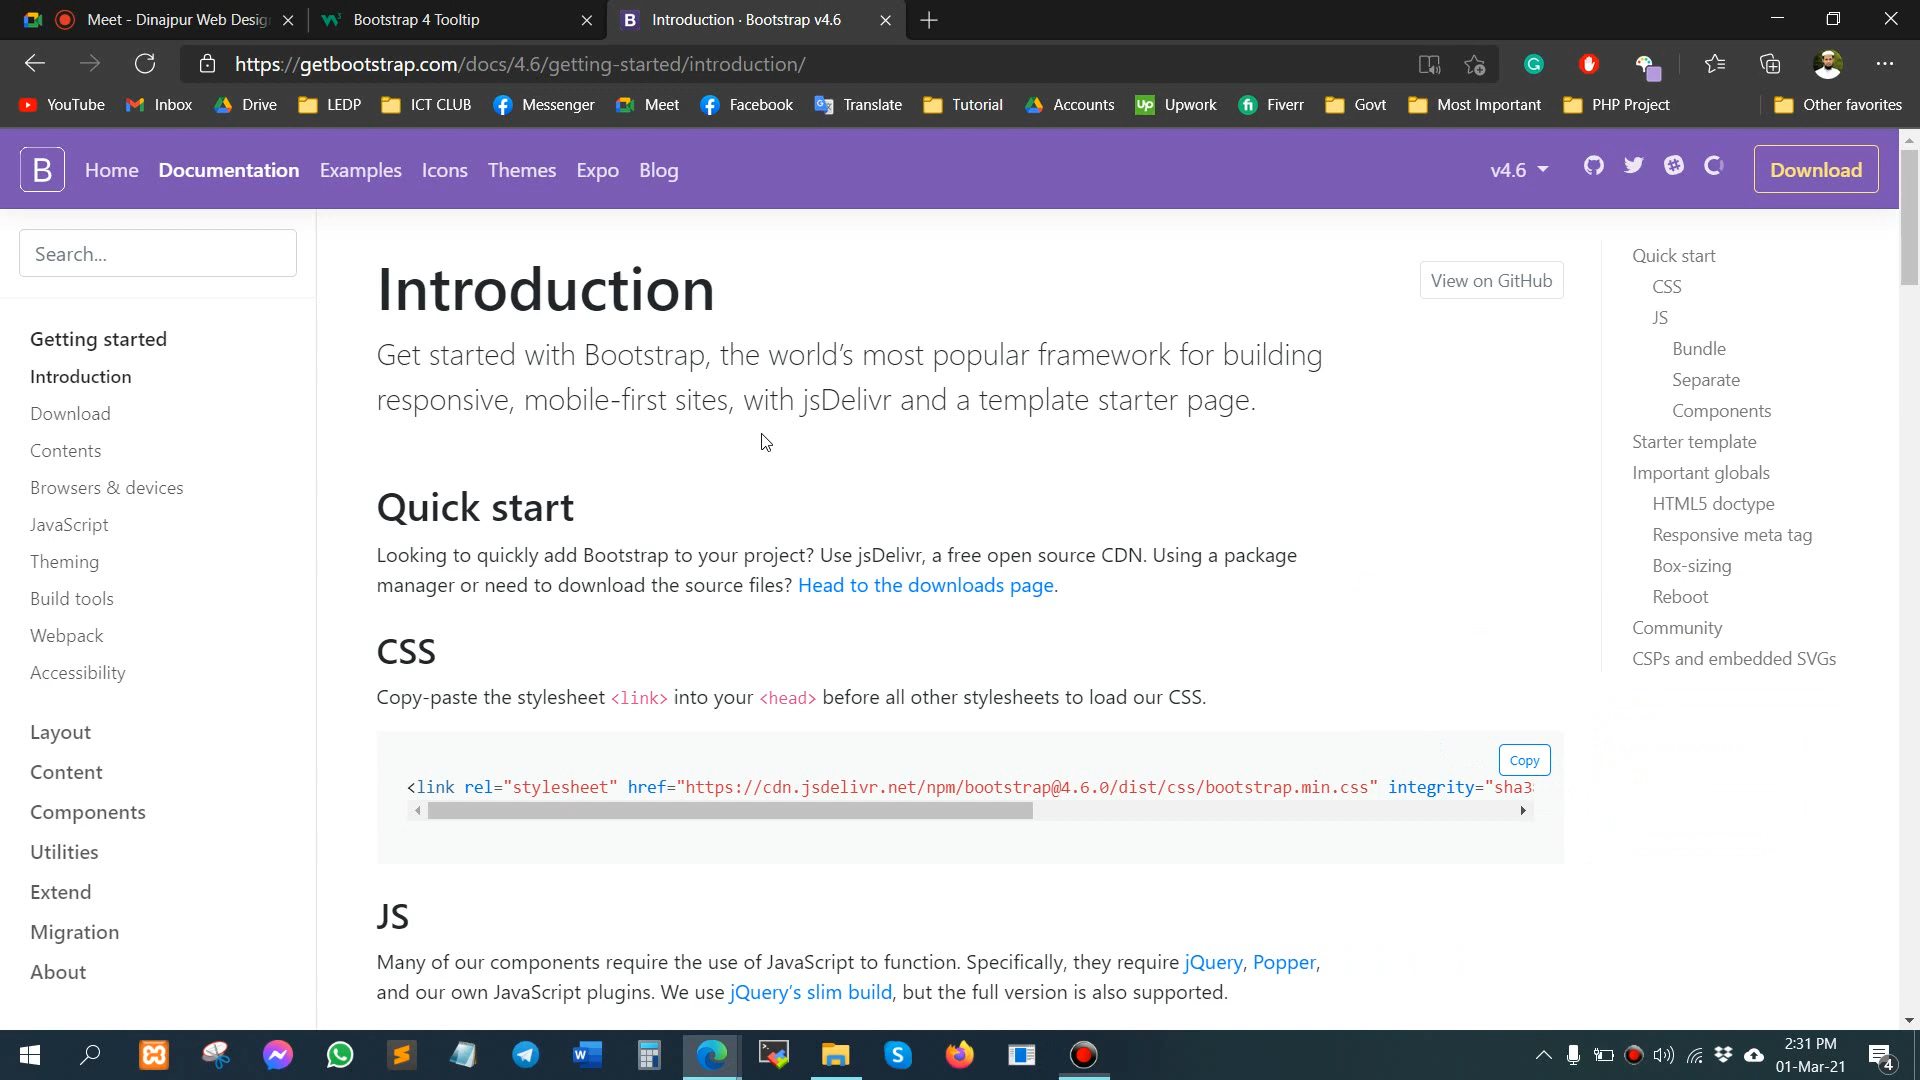 Meet - Dinajpur Web Desig
Bootstrap 4 Tooltip
Introduction · Bootstrap v4.6
https://getbootstrap.com/docs/4.6/getting-started/introduction/
YouTube Inbox Drive LEDP ICT CLUB Messenger Meet Facebook Translate Tutorial Accounts Upwork Fiverr Govt Most Important PHP Project Other favorites
B Home Documentation Examples Icons Themes Expo Blog v4.6 Download
Search...
Getting started
Introduction
Download
Contents
Browsers & devices
JavaScript
Theming
Build tools
Webpack
Accessibility
Layout
Content
Components
Utilities
Extend
Migration
About
Introduction
View on GitHub
Get started with Bootstrap, the world's most popular framework for building
responsive, mobile-first sites, with jsDelivr and a template starter page.
Quick start
Looking to quickly add Bootstrap to your project? Use jsDelivr, a free open source CDN. Using a package
manager or need to download the source files? Head to the downloads page.
CSS
Copy-paste the stylesheet <link> into your <head> before all other stylesheets to load our CSS.
Copy
<link rel="stylesheet" href="https://cdn.jsdelivr.net/npm/bootstrap@4.6.0/dist/css/bootstrap.min.css" integrity="sha3
JS
Many of our components require the use of JavaScript to function. Specifically, they require jQuery, Popper,
and our own JavaScript plugins. We use jQuery's slim build, but the full version is also supported.
Quick start
CSS
JS
Bundle
Separate
Components
Starter template
Important globals
HTML5 doctype
Responsive meta tag
Box-sizing
Reboot
Community
CSPs and embedded SVGs
2:31 PM
01-Mar-21
4